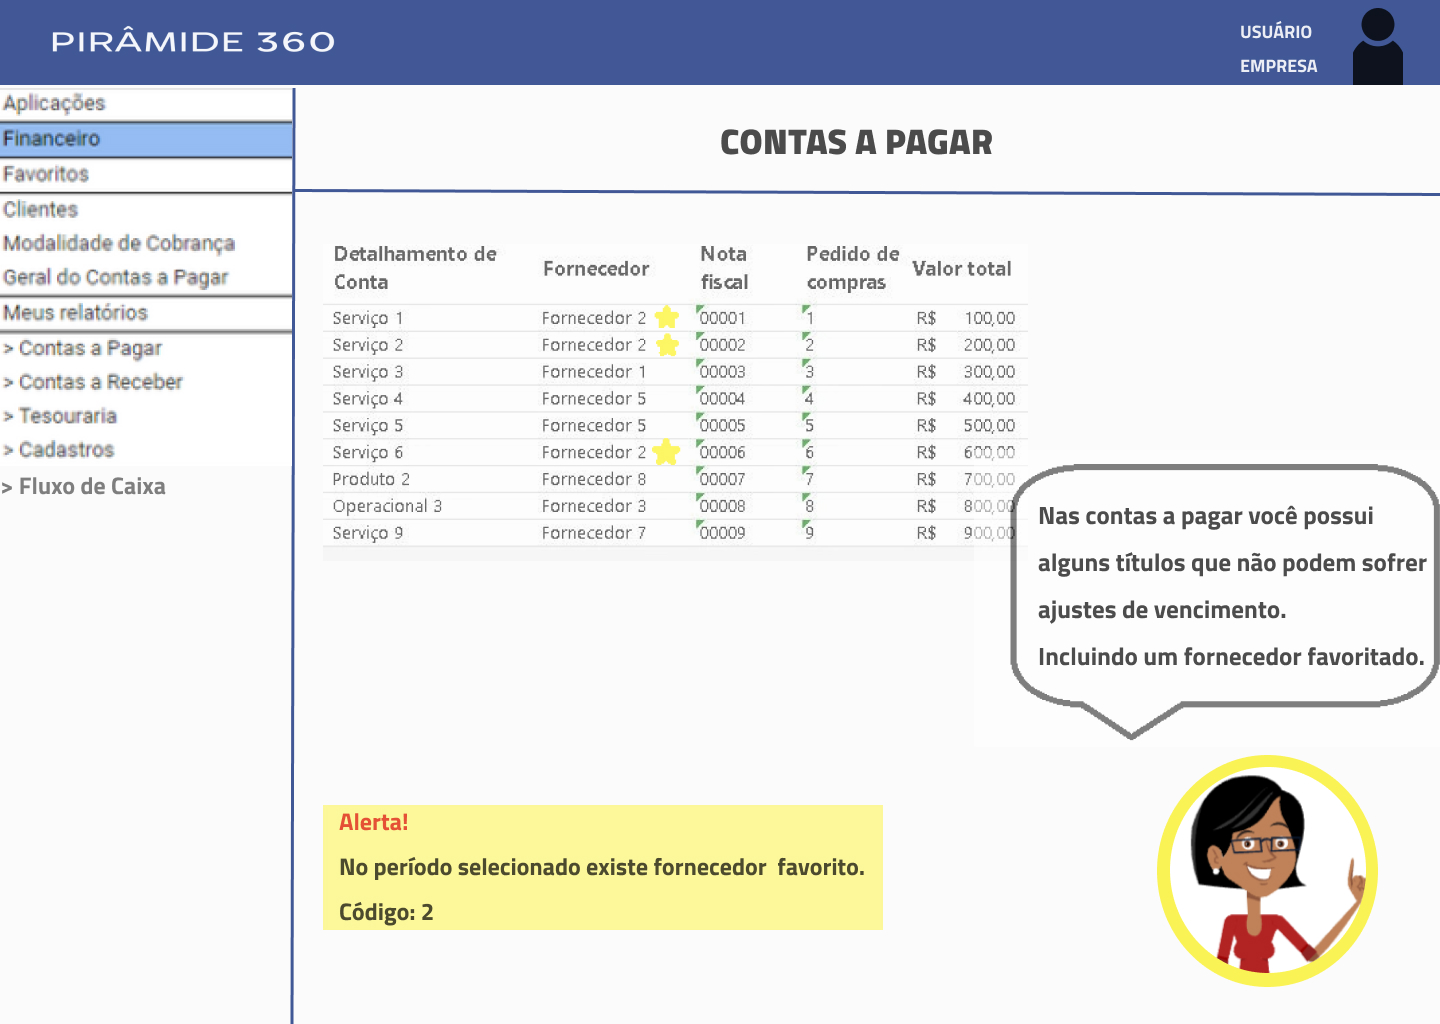 PIRÂMIDE 360
USUÁRIO
EMPRESA
Aplicações
Financeiro
Favoritos
Clientes
Modalidade de Cobrança
Geral do Contas a Pagar
Meus relatórios
> Contas a Pagar
> Contas a Receber
> Tesouraria
> Cadastros
> Fluxo de Caixa
CONTAS A PAGAR
Detalhamento de Conta Fornecedor Nota fiscal Pedido de compras Valor total
Serviço 1 Fornecedor 2 00001 1 R$ 100,00
Serviço 2 Fornecedor 2 00002 2 R$ 200,00
Serviço 3 Fornecedor 1 00003 3 R$ 300,00
Serviço 4 Fornecedor 5 00004 4 R$ 400,00
Serviço 5 Fornecedor 5 00005 5 R$ 500,00
Serviço 6 Fornecedor 2 00006 6 R$ 600,00
Produto 2 Fornecedor 8 00007 7 R$ 700,00
Operacional 3 Fornecedor 3 00008 8 R$ 800,00
Serviço 9 Fornecedor 7 00009 9 R$ 900,00
Nas contas a pagar você possui
alguns títulos que não podem sofrer
ajustes de vencimento.
Incluindo um fornecedor favoritado.
Alerta!
No período selecionado existe fornecedor favorito.
Código: 2